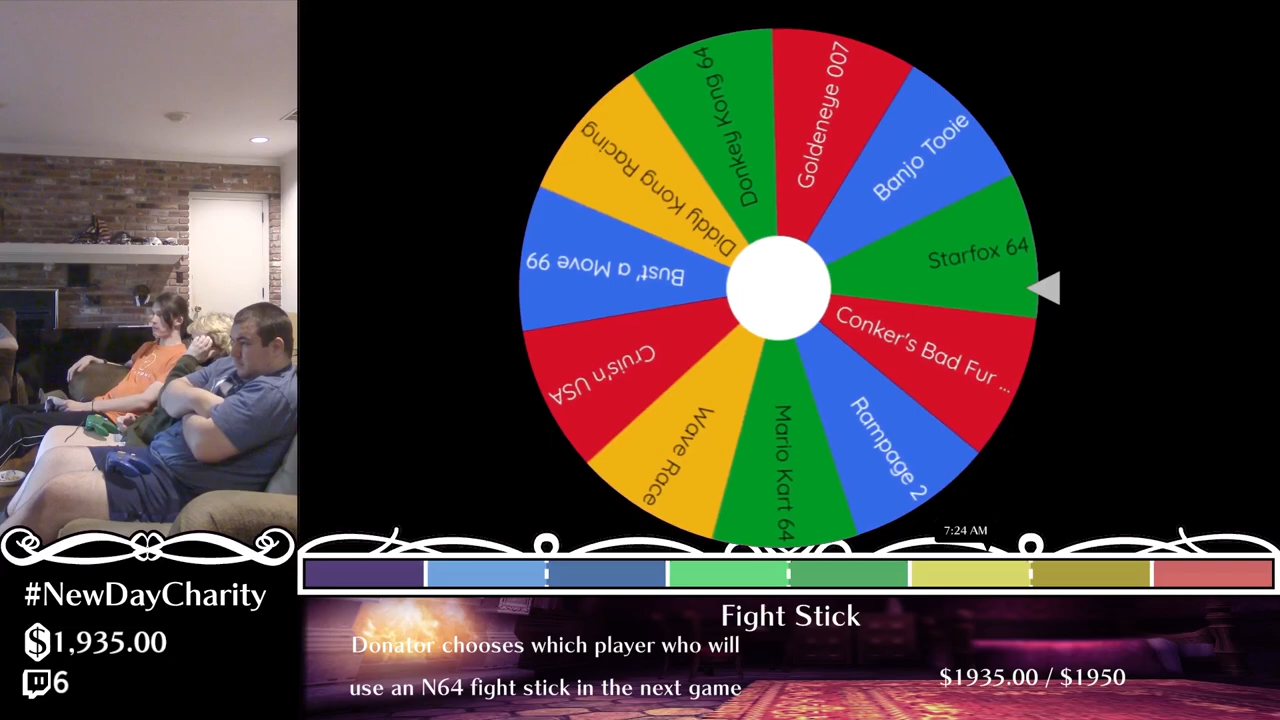 Donkey Kong 64
Goldeneye 007
Banjo Tooie
Starfox 64
Conker's Bad Fur ...
Rampage 2
Mario Kart 64
Wave Race
Cruis'n USA
Bust' a Move 99
Diddy Kong Racing
7:24 AM
#NewDayCharity
$1,935.00
6
Fight Stick
Donator chooses which player who will
use an N64 fight stick in the next game
$1935.00 / $1950